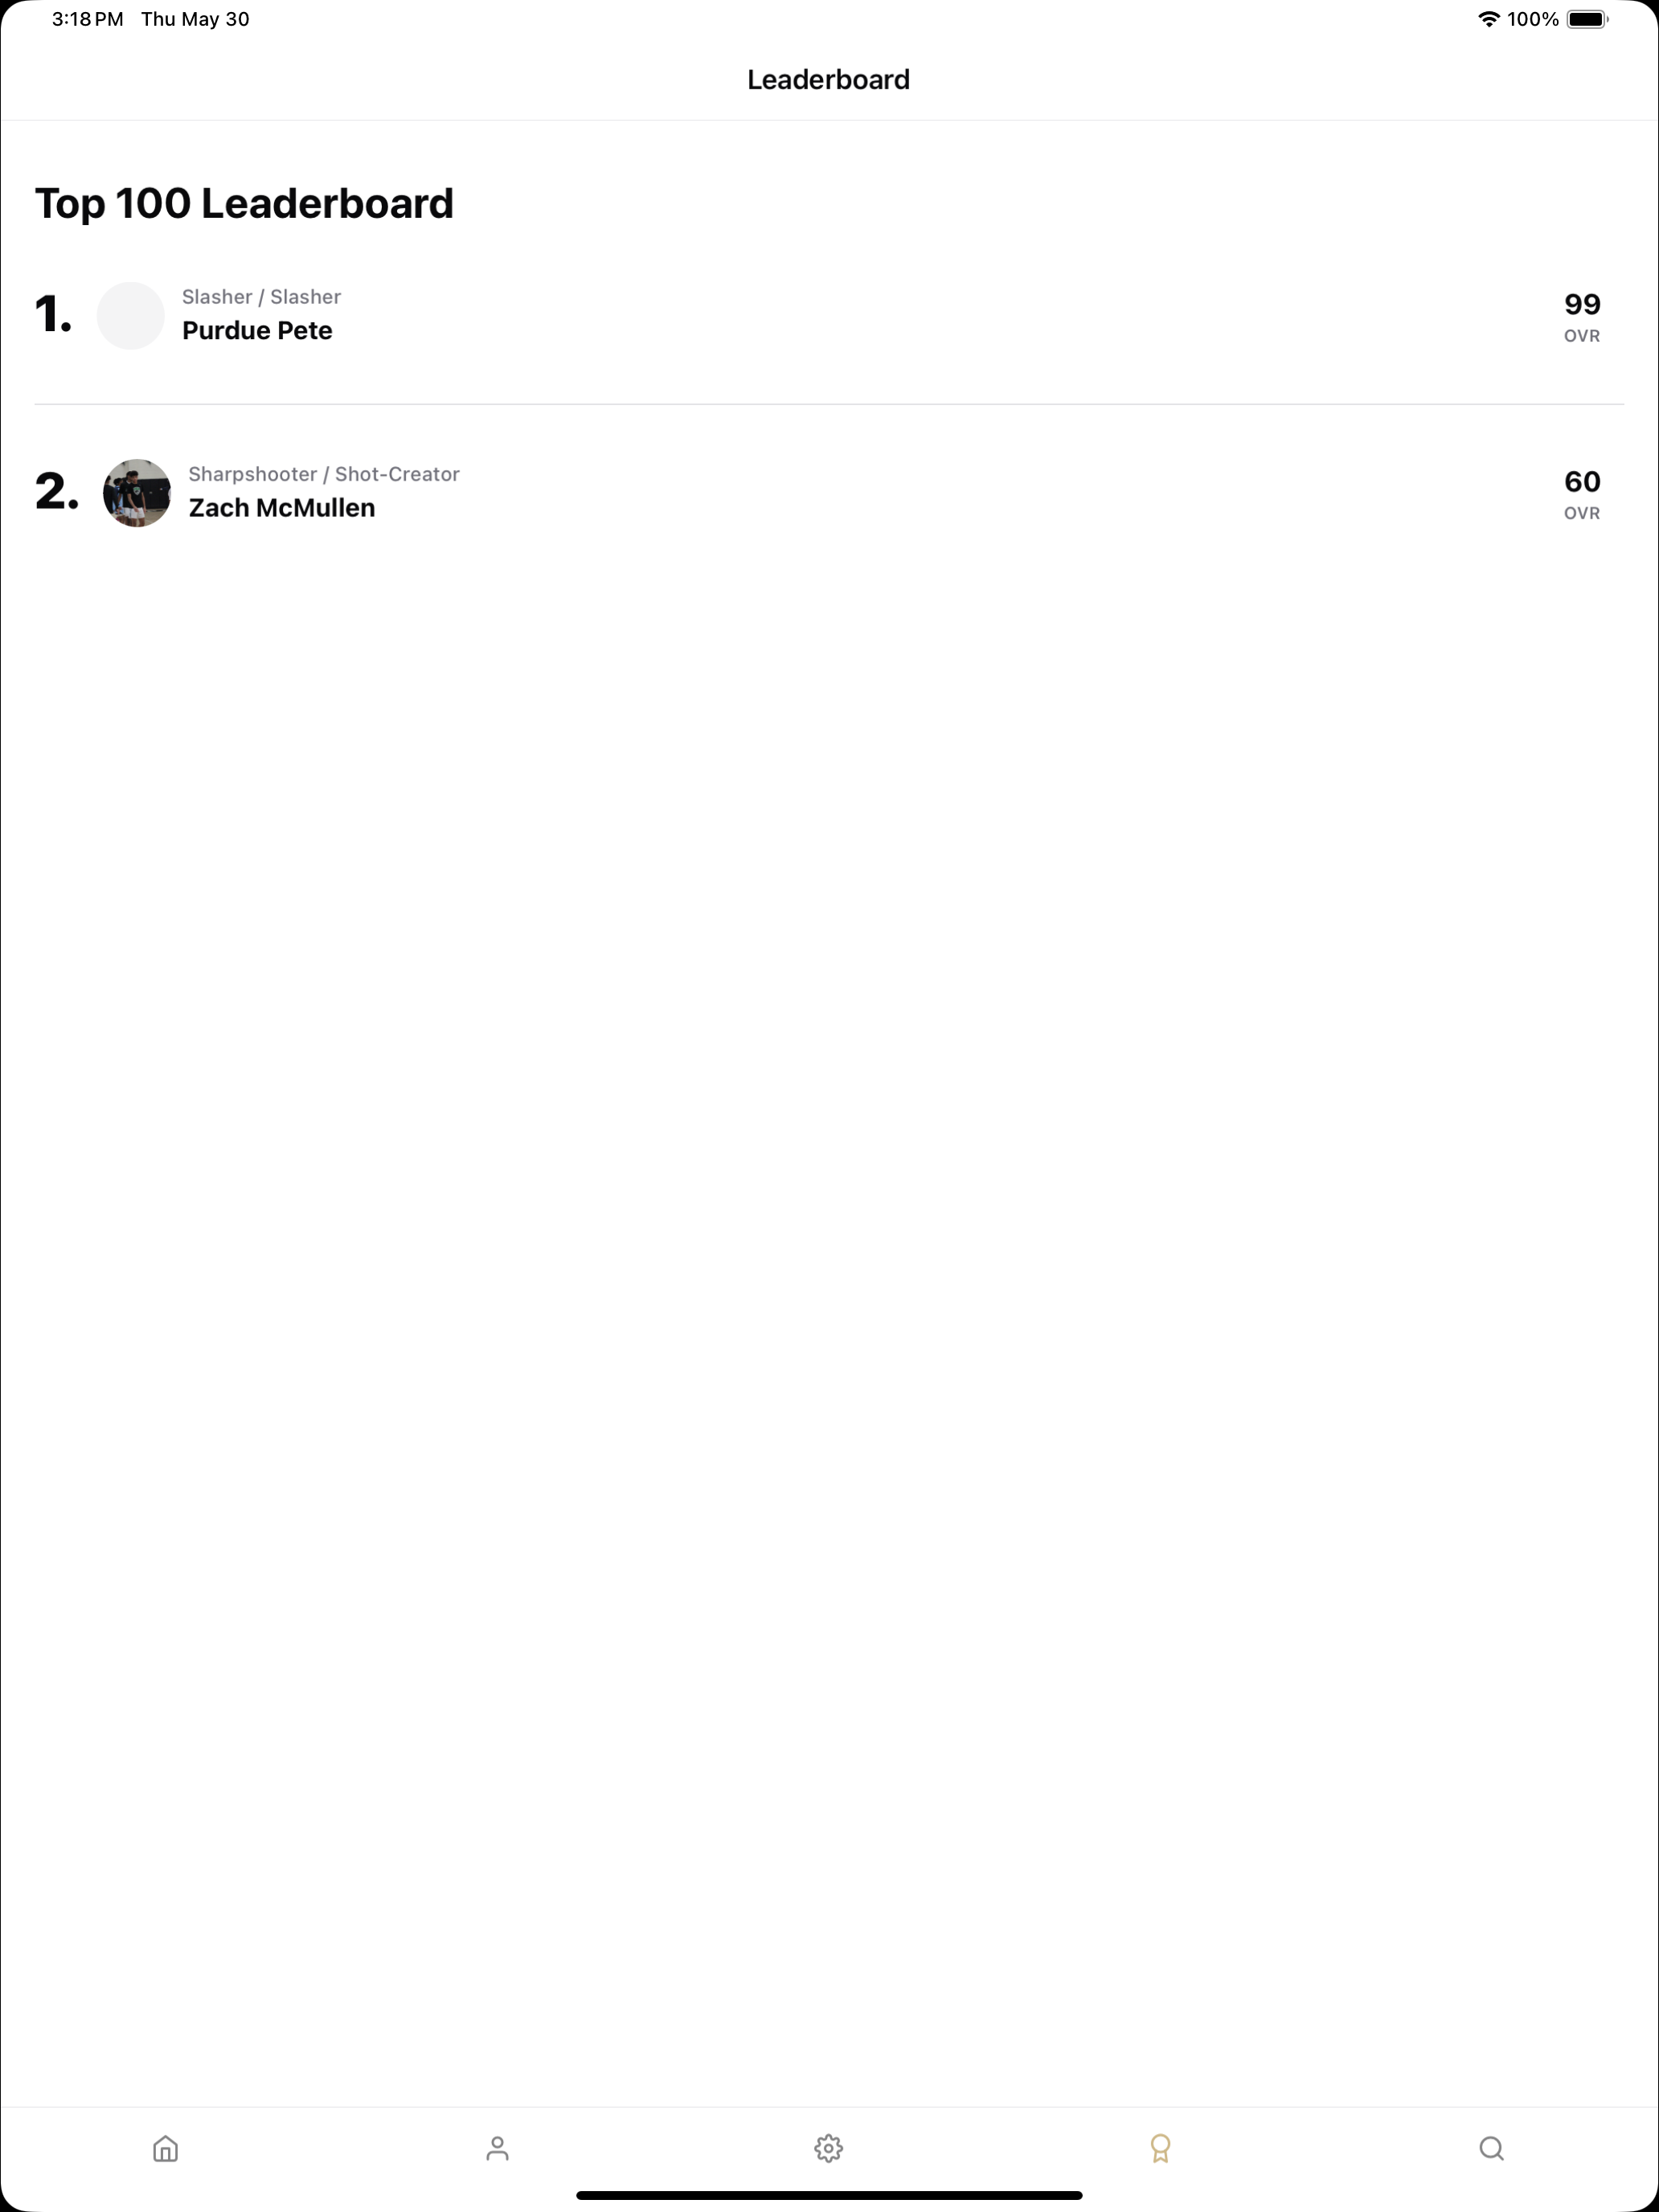 3:18 PM Thu May 30
100%
Leaderboard
Top 100 Leaderboard
1.
Slasher / Slasher
Purdue Pete
99
OVR
2.
Sharpshooter / Shot-Creator
Zach McMullen
60
OVR